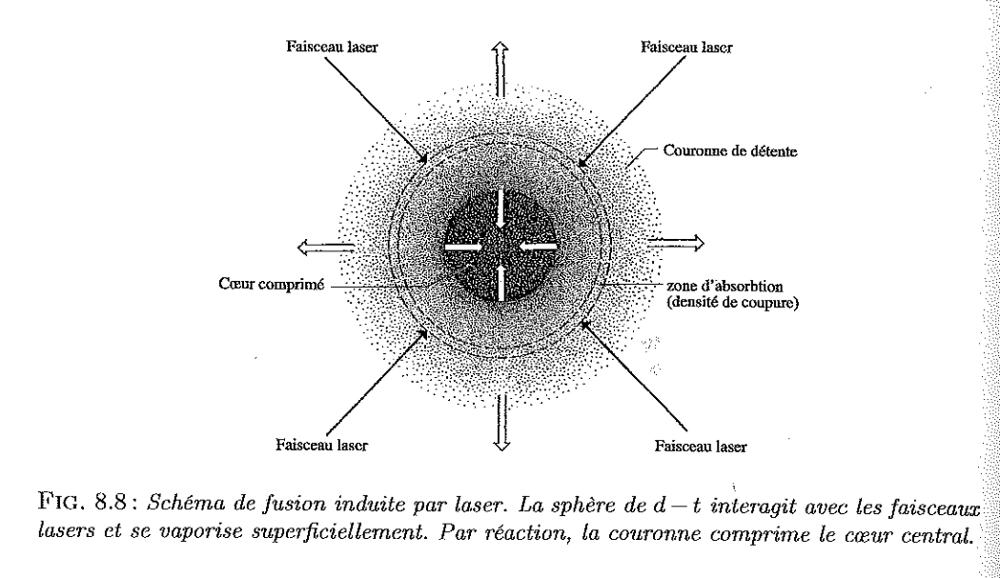 Faisceau laser
Faisceau laser
Couronne de détente
Cœur comprimé
zone d'absorbtion
(densité de coupure)
Faisceau laser
Faisceau laser
FIG. 8.8: Schéma de fusion induite par laser. La sphère de d – t interagit avec les faisceaux
lasers et se vaporise superficiellement. Par réaction, la couronne comprime le cœur central.